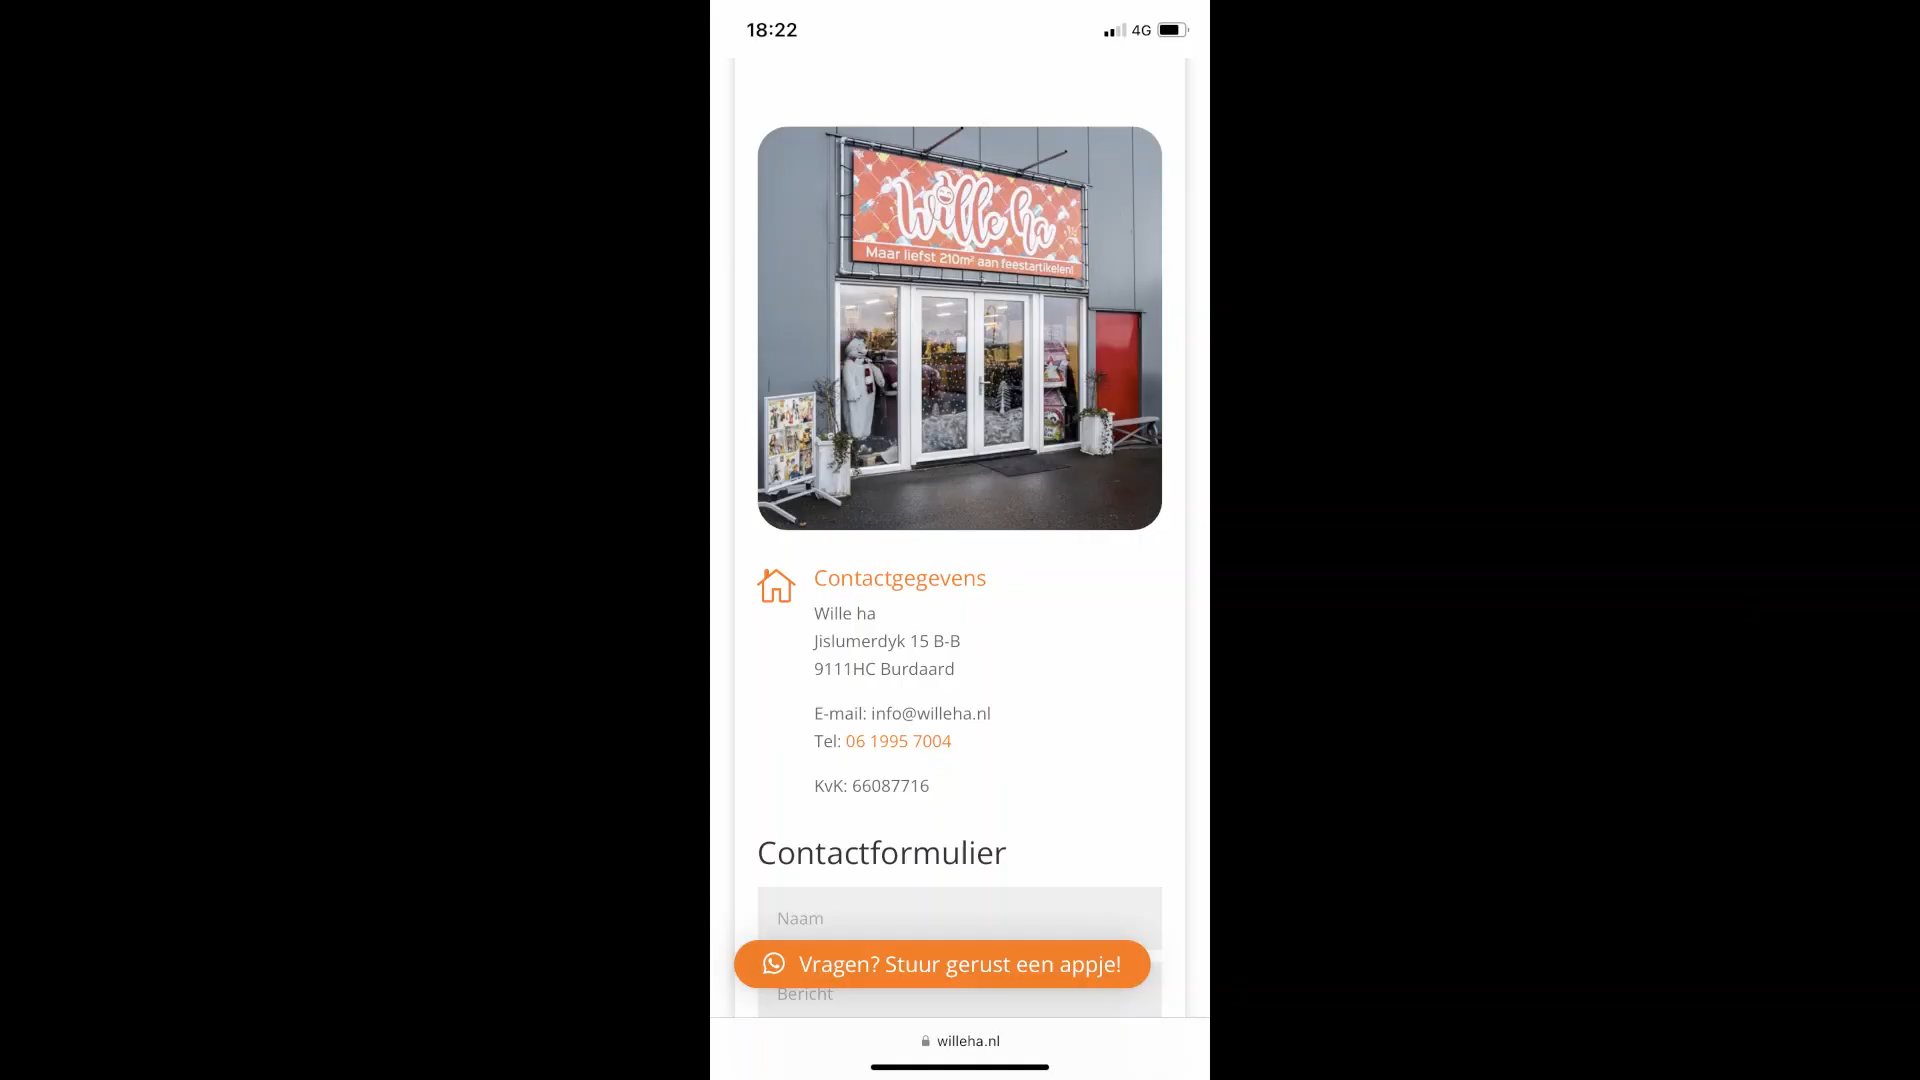 18:22
4G
Wille ha
Maar liefst 210m² aan feestartikelen!
Contactgegevens
Wille ha
Jislumerdyk 15 B-B
9111HC Burdaard
E-mail: info@willeha.nl
Tel: 06 1995 7004
KvK: 66087716
Contactformulier
Naam
Vragen? Stuur gerust een appje!
Bericht
willeha.nl